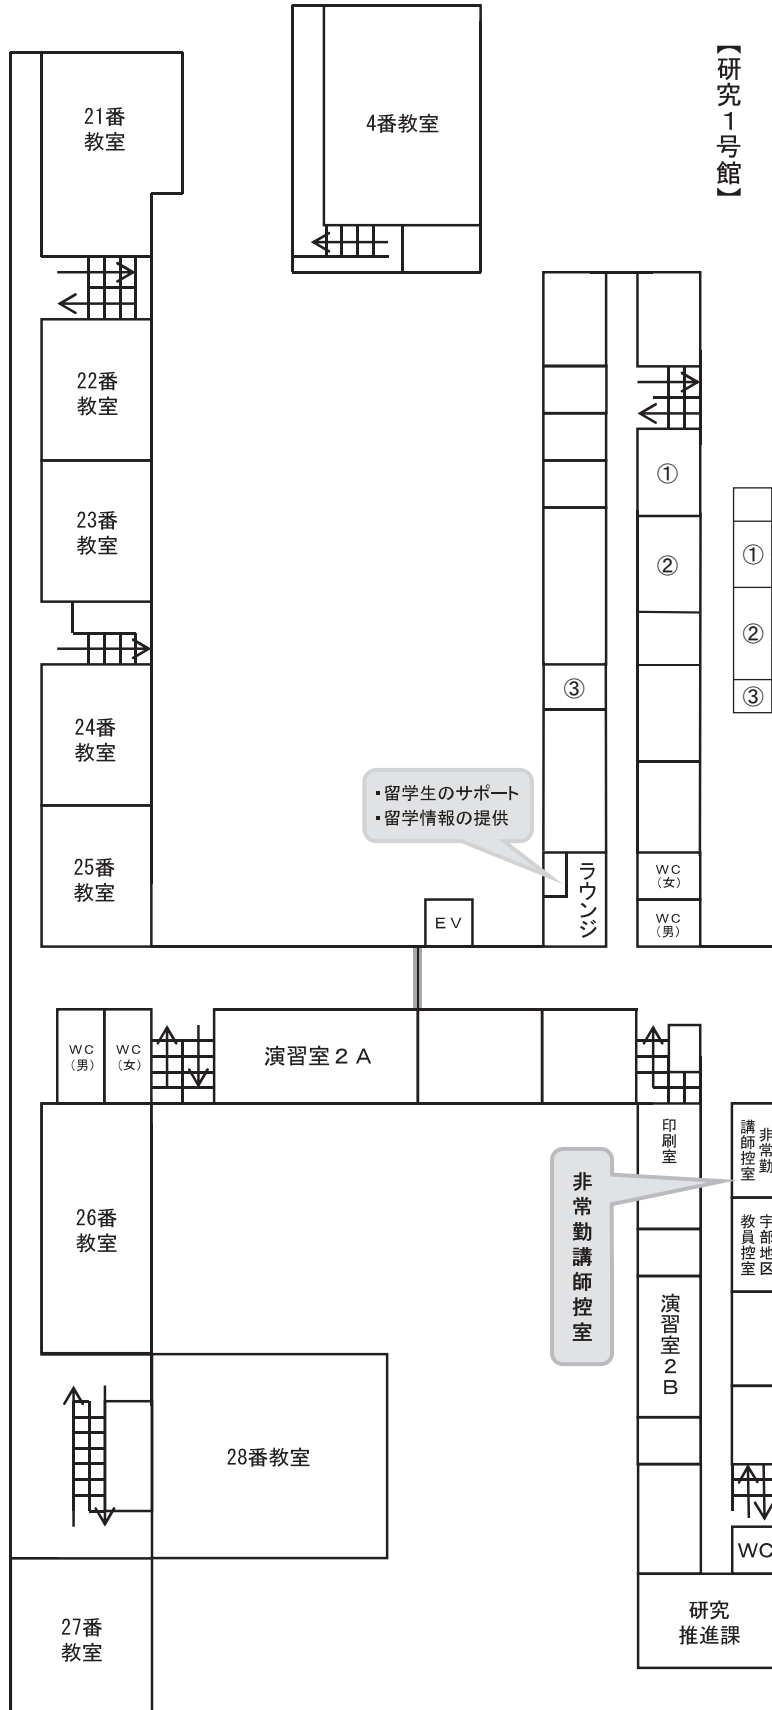 【研究１号館】
21番
教室
4番教室
22番
教室
23番
教室
①
②
①
②
③
③
24番
教室
・留学生のサポート
・留学情報の提供
25番
教室
ＥＶ
ラウンジ
ＷＣ
（女）
ＷＣ
（男）
ＷＣ
（男）
ＷＣ
（女）
演習室２Ａ
印刷室
非常勤
講師控室
非常勤講師控室
26番
教室
宇部地区
教員控室
演習室２Ｂ
28番教室
WC
27番
教室
研究
推進課